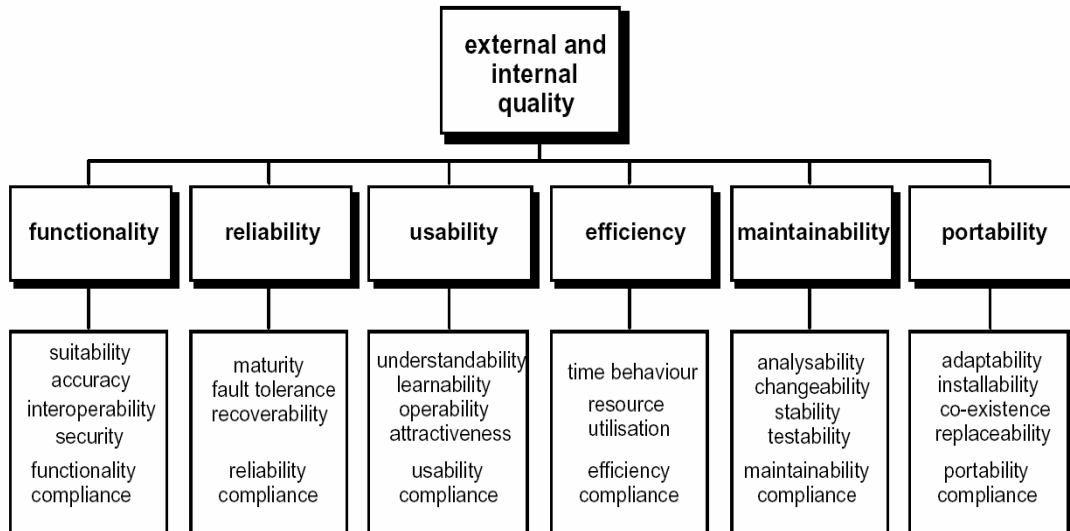 external and
internal
quality
functionality
reliability
usability
efficiency
maintainability
portability
suitability
accuracy
interoperability
security
functionality
compliance
maturity
fault tolerance
recoverability
reliability
compliance
understandability
learnability
operability
attractiveness
usability
compliance
time behaviour
resource
utilisation
efficiency
compliance
analysability
changeability
stability
testability
maintainability
compliance
adaptability
installability
co-existence
replaceability
portability
compliance